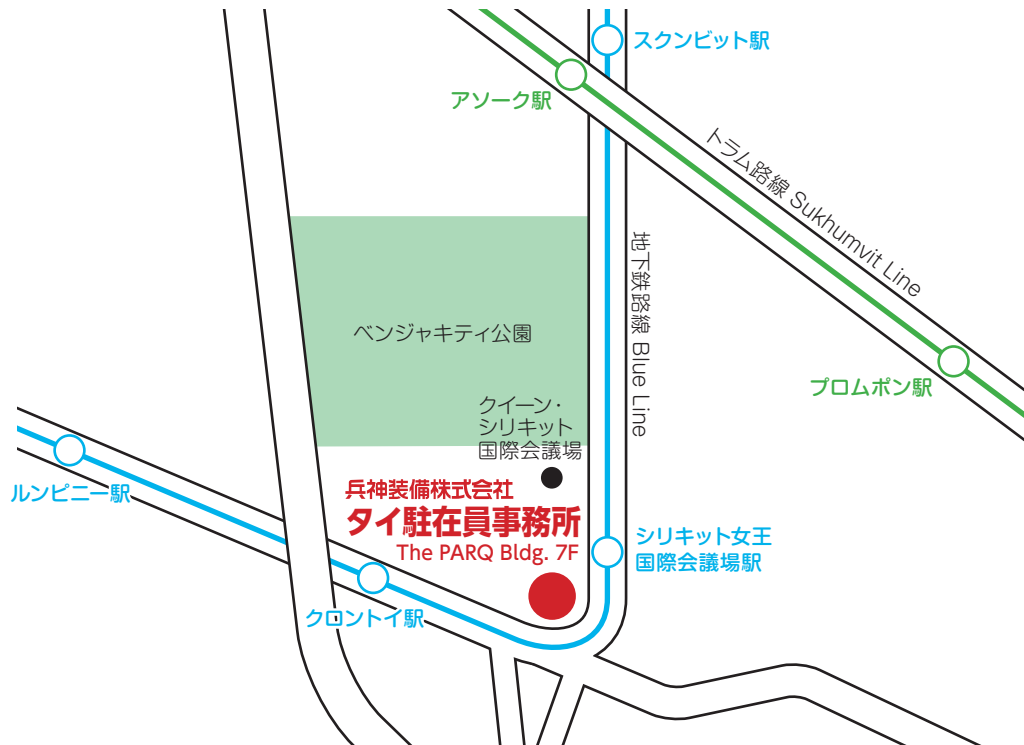 スクンビット駅
アソーク駅
トラム路線 Sukhumvit Line
地下鉄路線 Blue Line
ベンジャキティ公園
プロムポン駅
クイーン・
シリキット
国際会議場
ルンピニー駅
兵神装備株式会社
タイ駐在員事務所
The PARQ Bldg. 7F
シリキット女王
国際会議場駅
クロントイ駅